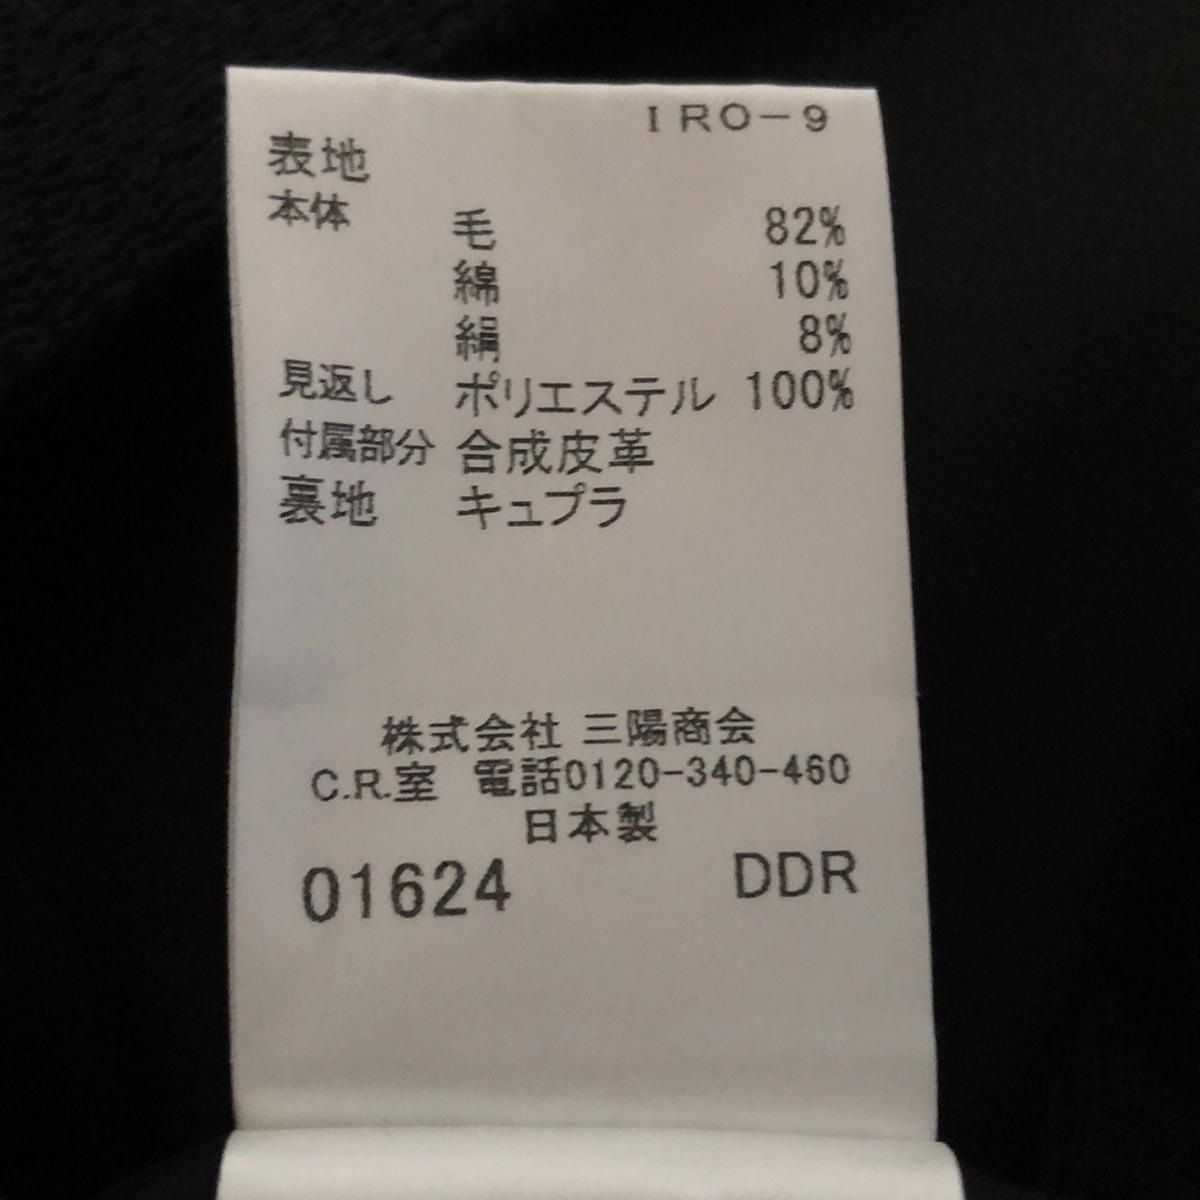 IRO-9
表地
本体 毛 82%
綿 10%
絹 8%
見返し ポリエステル 100%
付属部分 合成皮革
裏地 キュプラ
株式会社 三陽商会
C.R.室 電話0120-340-460
日本製
01624 DDR